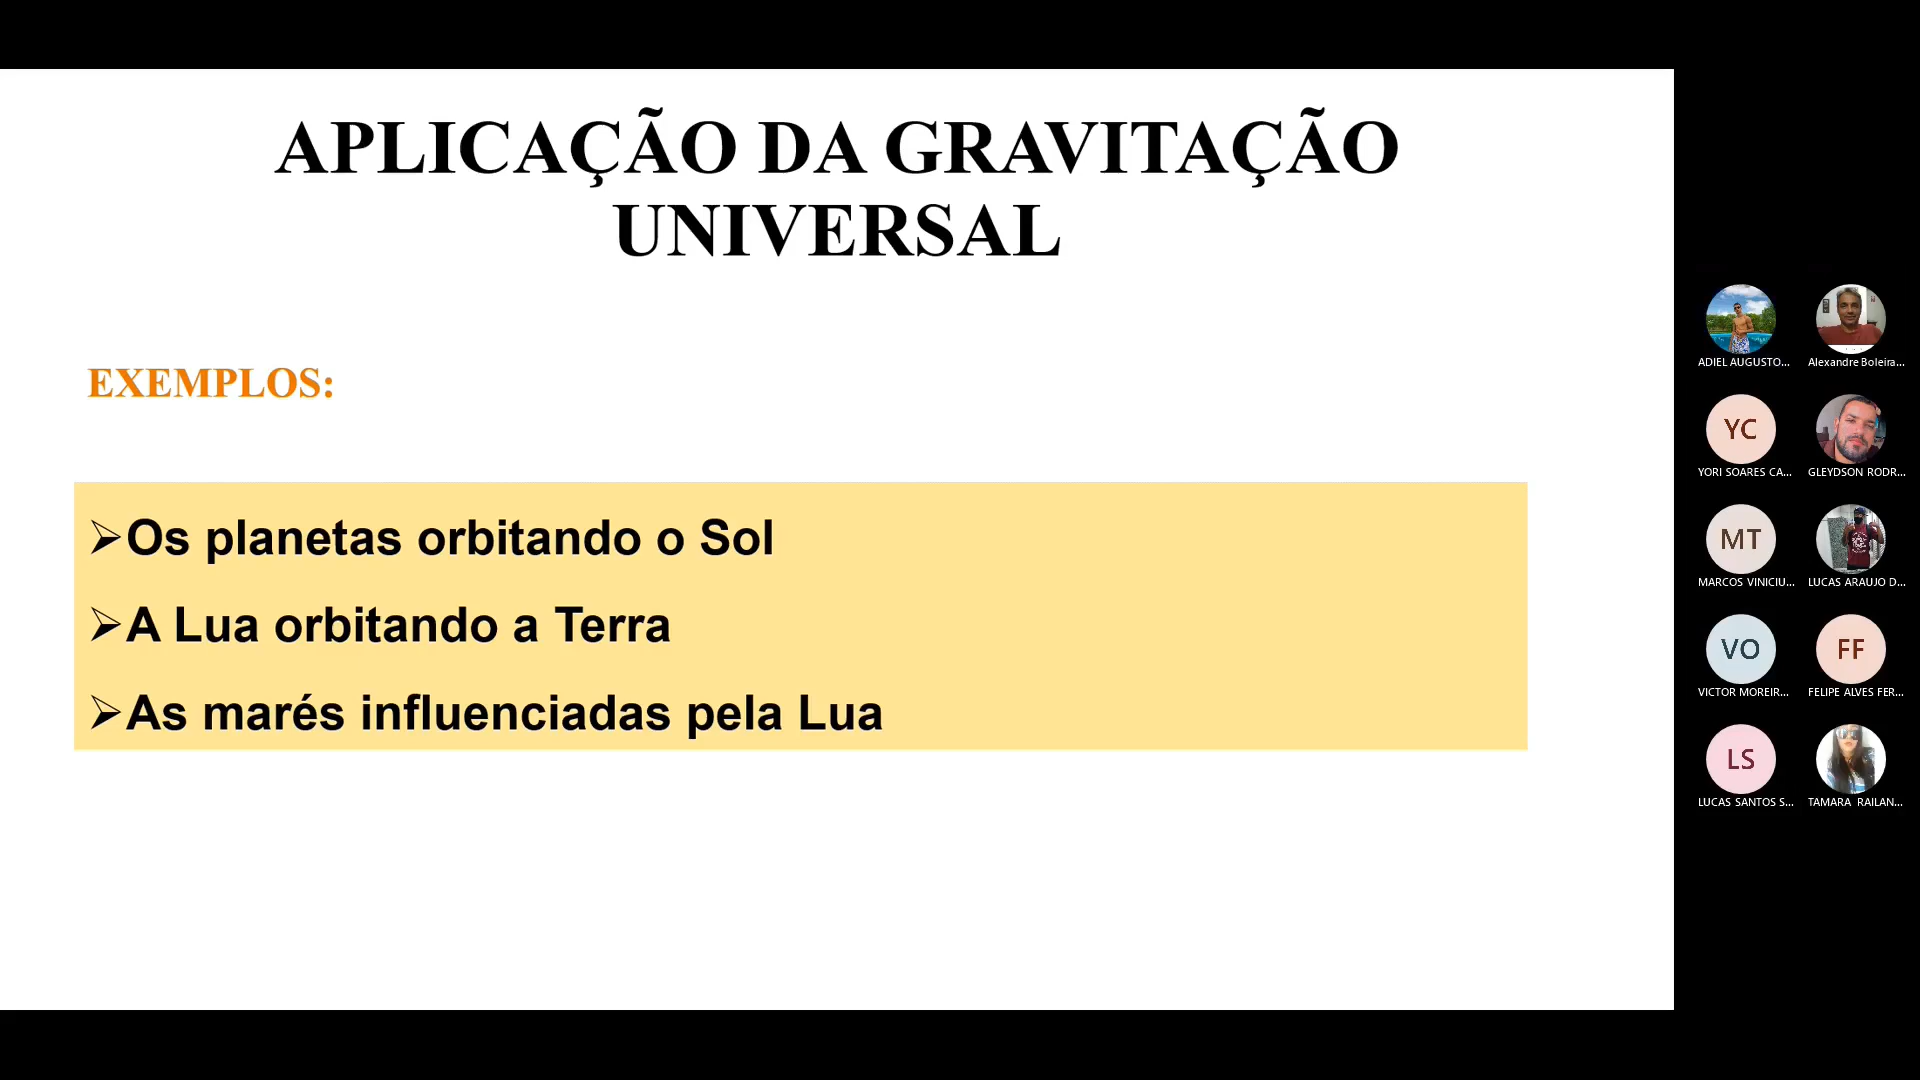 APLICAÇÃO DA GRAVITAÇÃO
UNIVERSAL
EXEMPLOS:
➢Os planetas orbitando o Sol
➢A Lua orbitando a Terra
➢As marés influenciadas pela Lua
ADIEL AUGUSTO...
Alexandre Boleira...
YC
YORI SOARES CA...
GLEYDSON RODR...
MT
MARCOS VINICIU...
LUCAS ARAUJO D...
VO
VICTOR MOREIR...
FF
FELIPE ALVES FER...
LS
LUCAS SANTOS S...
TAMARA RAILAN...